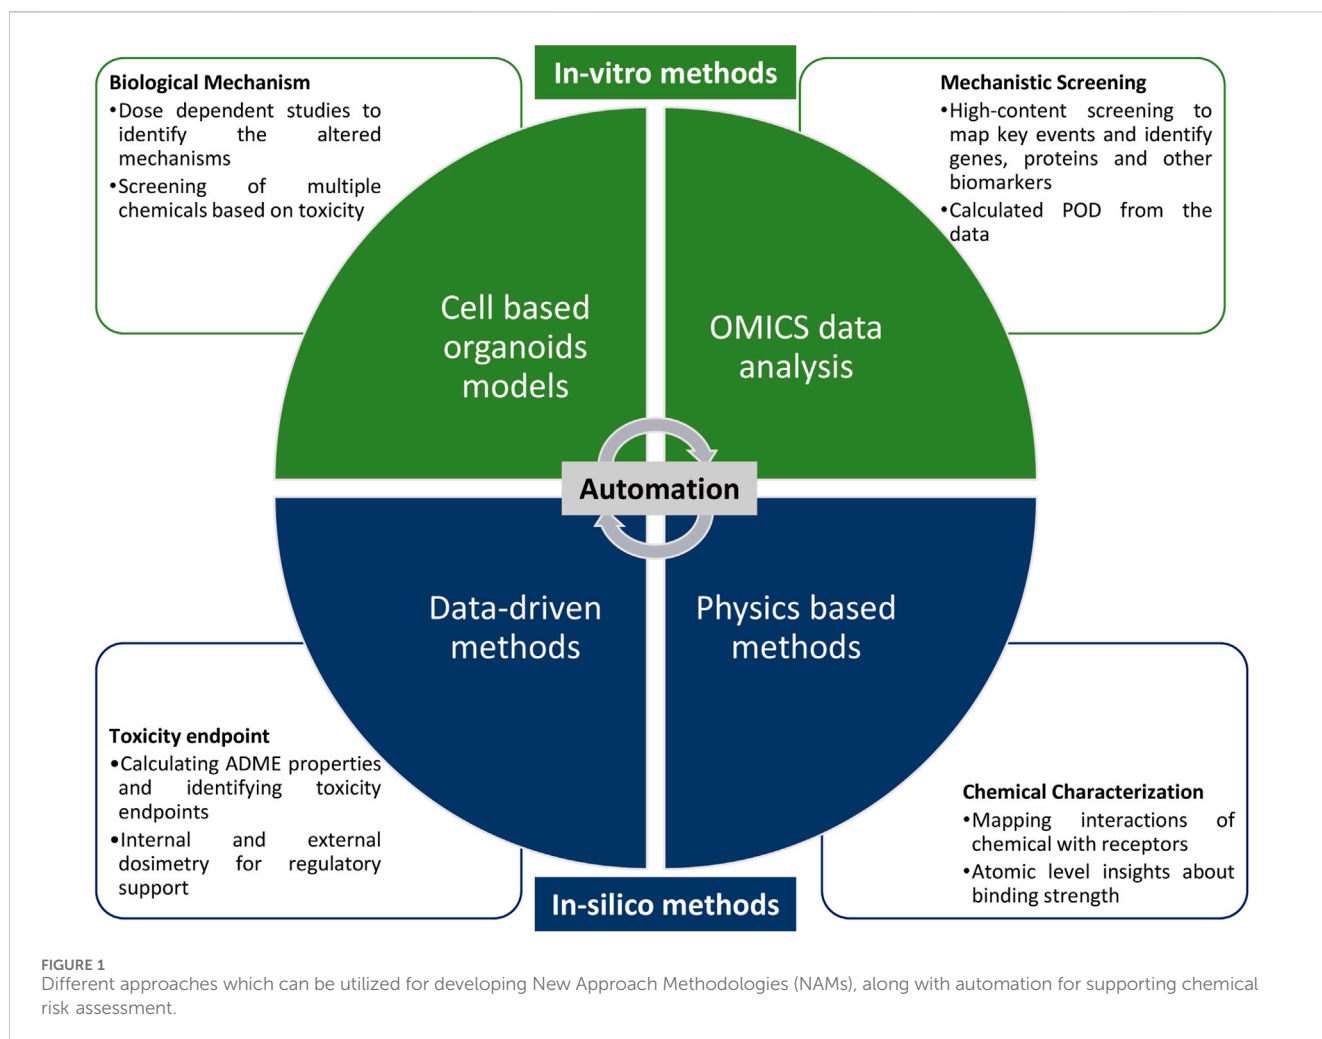 In-vitro methods
Biological Mechanism
•Dose dependent studies to
identify the altered
mechanisms
•Screening of multiple
chemicals based on toxicity
Mechanistic Screening
•High-content screening to
map key events and identify
genes, proteins and other
biomarkers
•Calculated POD from the
data
Cell based
organoids
models
OMICS data
analysis
Automation
Data-driven
methods
Physics based
methods
Toxicity endpoint
•Calculating ADME properties
and identifying toxicity
endpoints
•Internal and external
dosimetry for regulatory
support
Chemical Characterization
•Mapping interactions of
chemical with receptors
•Atomic level insights about
binding strength
In-silico methods
FIGURE 1
Different approaches which can be utilized for developing New Approach Methodologies (NAMs), along with automation for supporting chemical
risk assessment.